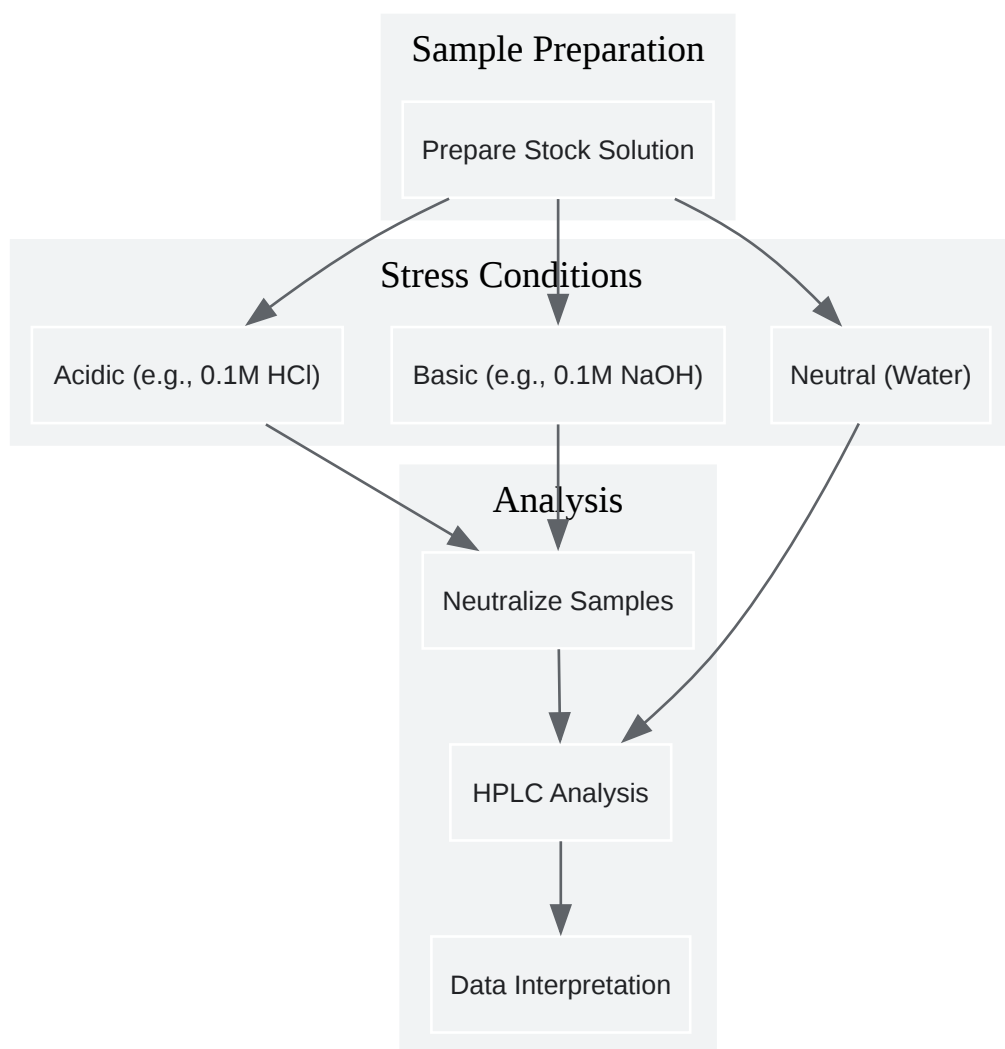 Sample Preparation
Prepare Stock Solution
Stress Conditions
Acidic (e.g., 0.1M HCl)
Basic (e.g., 0.1M NaOH)
Neutral (Water)
Analysis
Neutralize Samples
HPLC Analysis
Data Interpretation